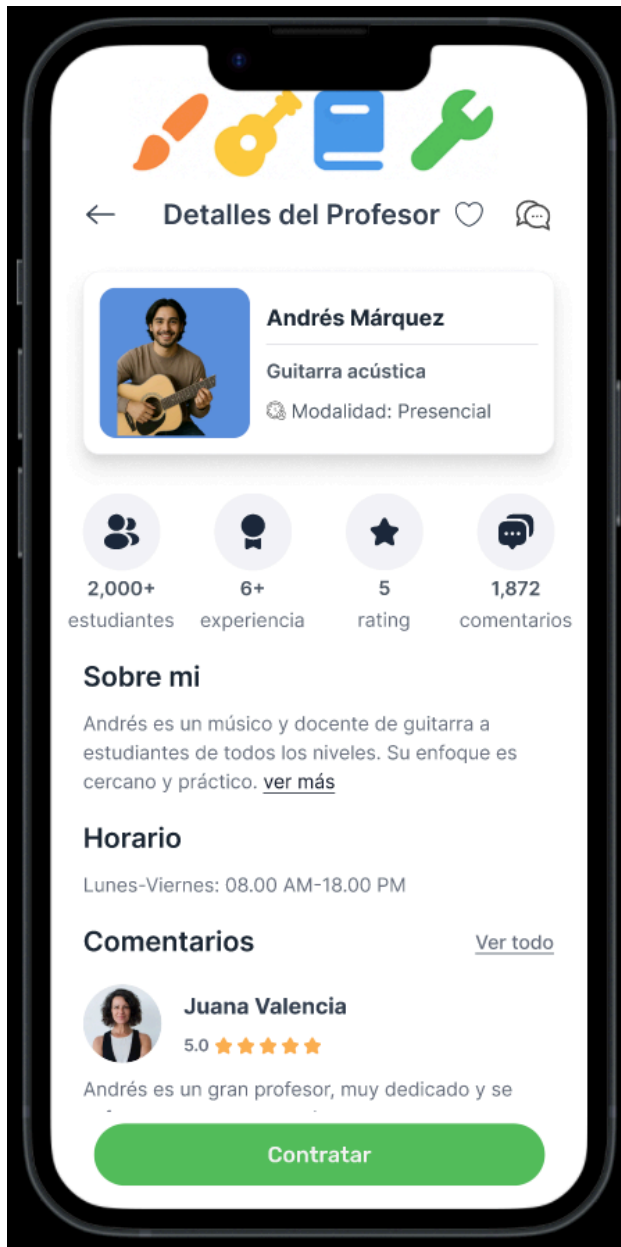 Detalles del Profesor
Andrés Márquez
Guitarra acústica
Modalidad: Presencial
2,000+
estudiantes
6+
experiencia
5
rating
1,872
comentarios
Sobre mi
Andrés es un músico y docente de guitarra a
estudiantes de todos los niveles. Su enfoque es
cercano y práctico. ver más
Horario
Lunes-Viernes: 08.00 AM-18.00 PM
Comentarios
Ver todo
Juana Valencia
5.0
Andrés es un gran profesor, muy dedicado y se
Contratar